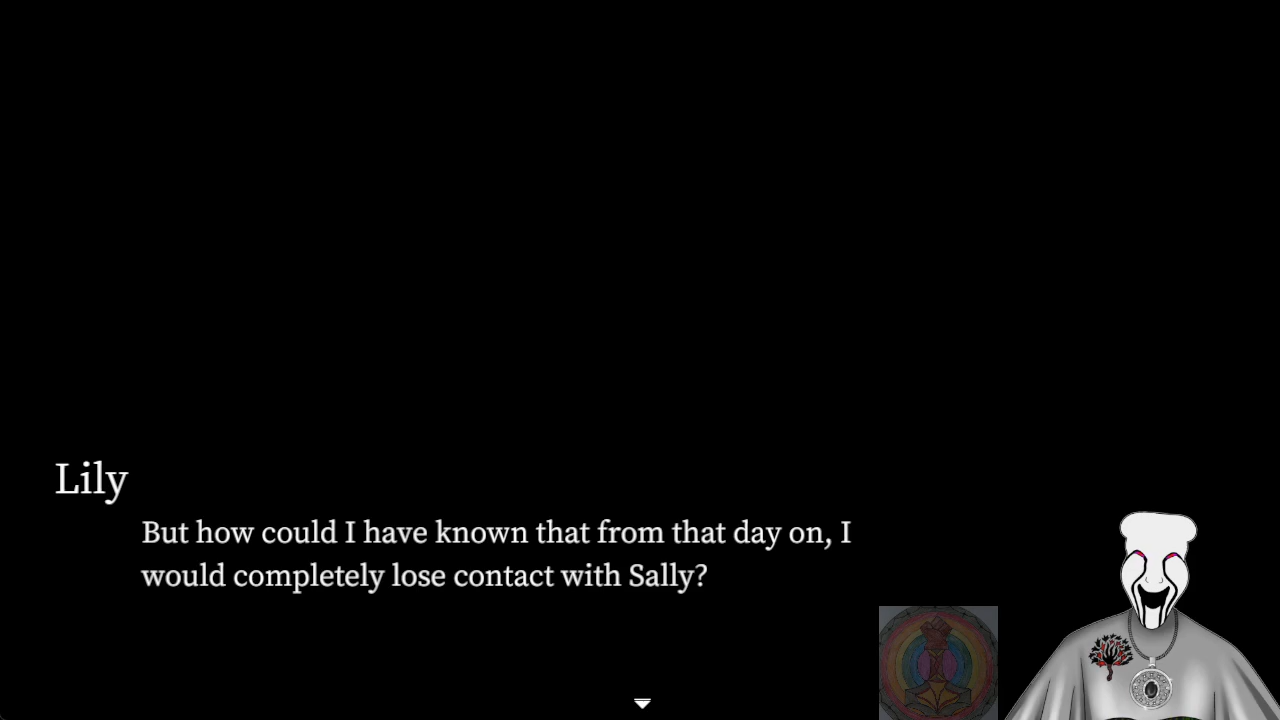 Lily
But how could I have known that from that day on, I
would completely lose contact with Sally?